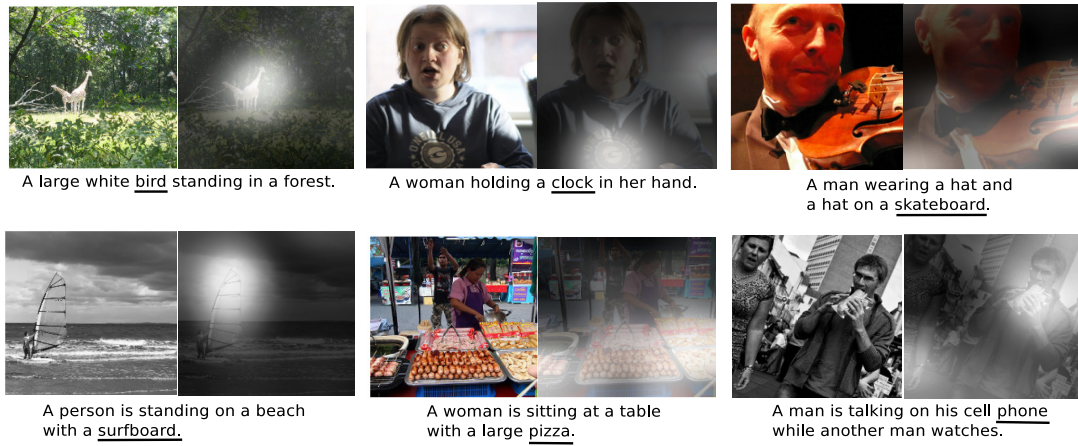 A large white bird standing in a forest.
A woman holding a clock in her hand.
A man wearing a hat and
a hat on a skateboard.
A person is standing on a beach
with a surfboard.
A woman is sitting at a table
with a large pizza.
A man is talking on his cell phone
while another man watches.